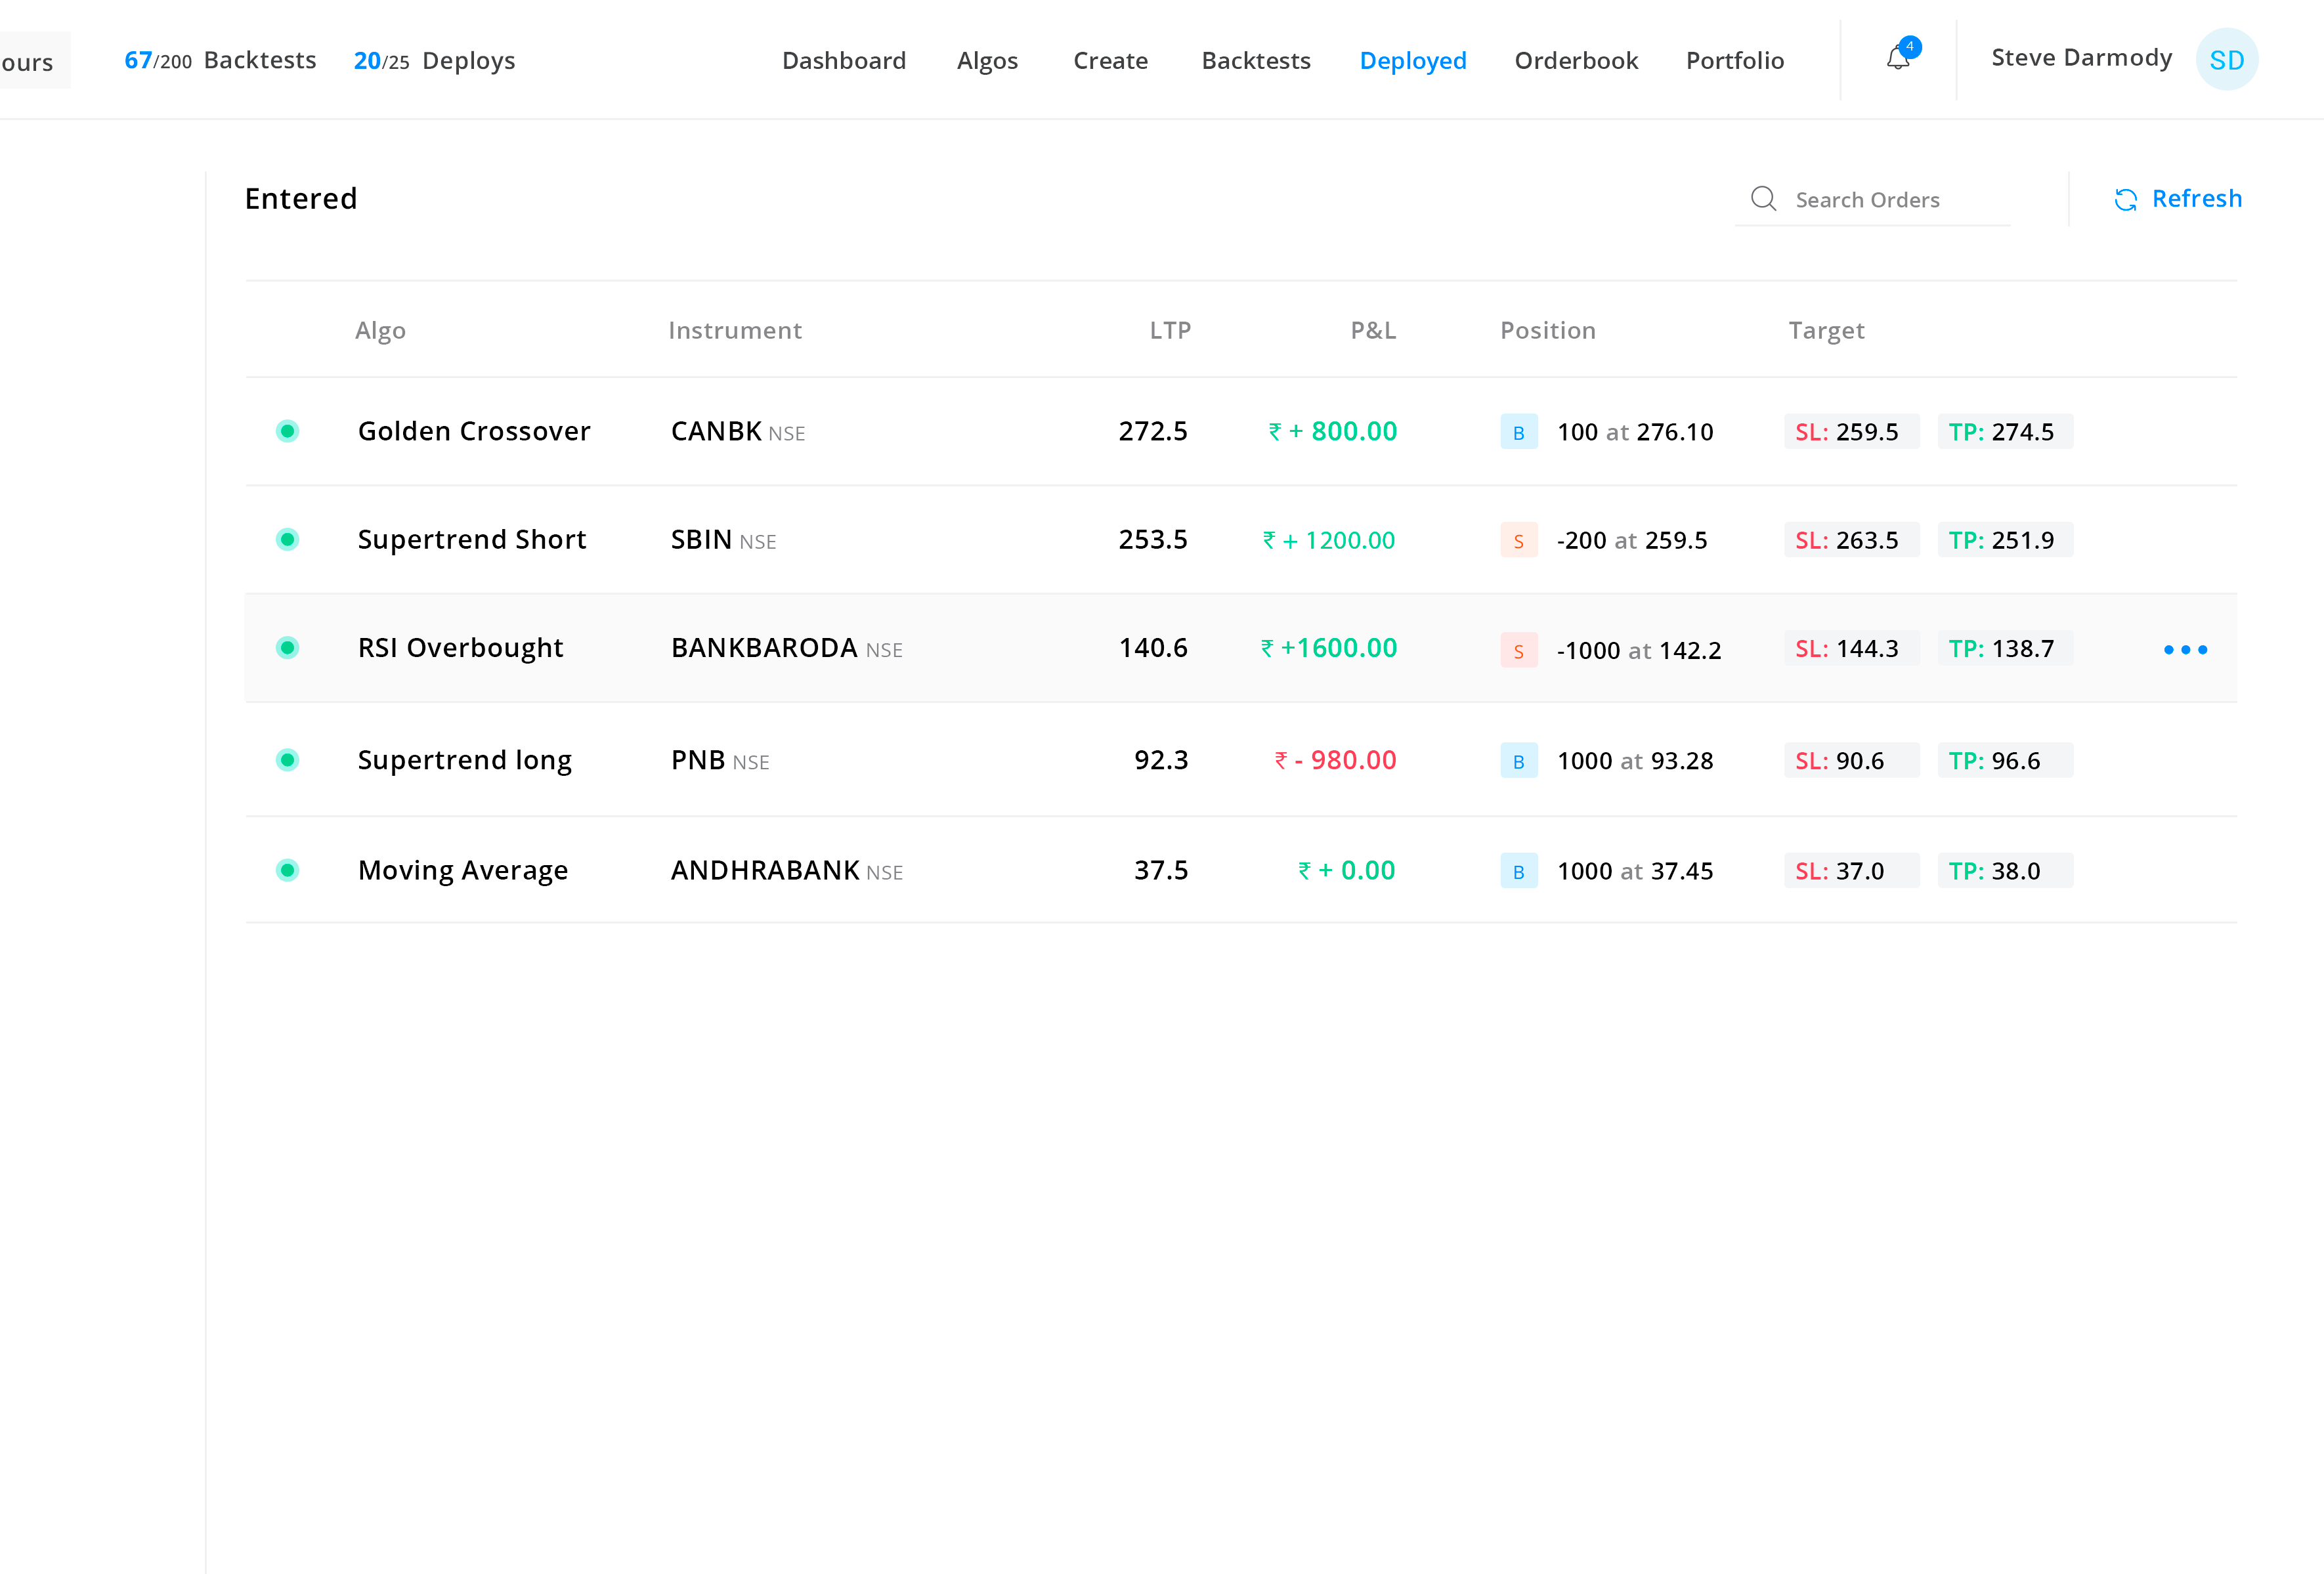 ours 67/200 Backtests 20/25 Deploys Dashboard Algos Create Backtests Deployed Orderbook Portfolio 4 Steve Darmody SD
Entered Search Orders Refresh
Algo Instrument LTP P&L Position Target
Golden Crossover CANBK NSE 272.5 ₹ + 800.00 B 100 at 276.10 SL: 259.5 TP: 274.5
Supertrend Short SBIN NSE 253.5 ₹ + 1200.00 S -200 at 259.5 SL: 263.5 TP: 251.9
RSI Overbought BANKBARODA NSE 140.6 ₹ +1600.00 S -1000 at 142.2 SL: 144.3 TP: 138.7
Supertrend long PNB NSE 92.3 ₹ - 980.00 B 1000 at 93.28 SL: 90.6 TP: 96.6
Moving Average ANDHRABANK NSE 37.5 ₹ + 0.00 B 1000 at 37.45 SL: 37.0 TP: 38.0